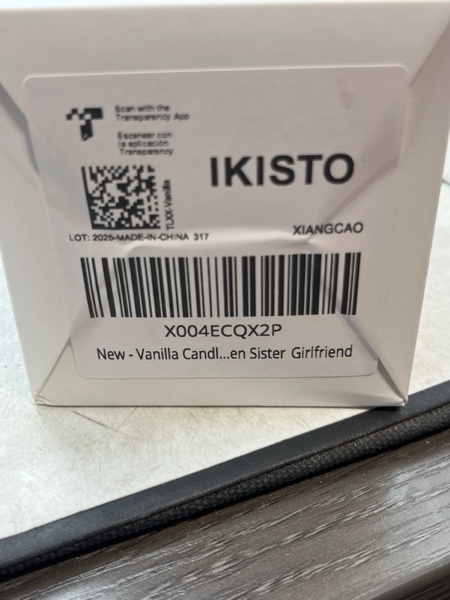 Scan with the
Transparency App
Escanear con
la aplicación
Transparency
IKISTO
TLXX-Vanilla
LOT: 2025-MADE-IN-CHINA 317
XIANGCAO
X004ECQX2P
New - Vanilla Candl...en Sister Girlfriend